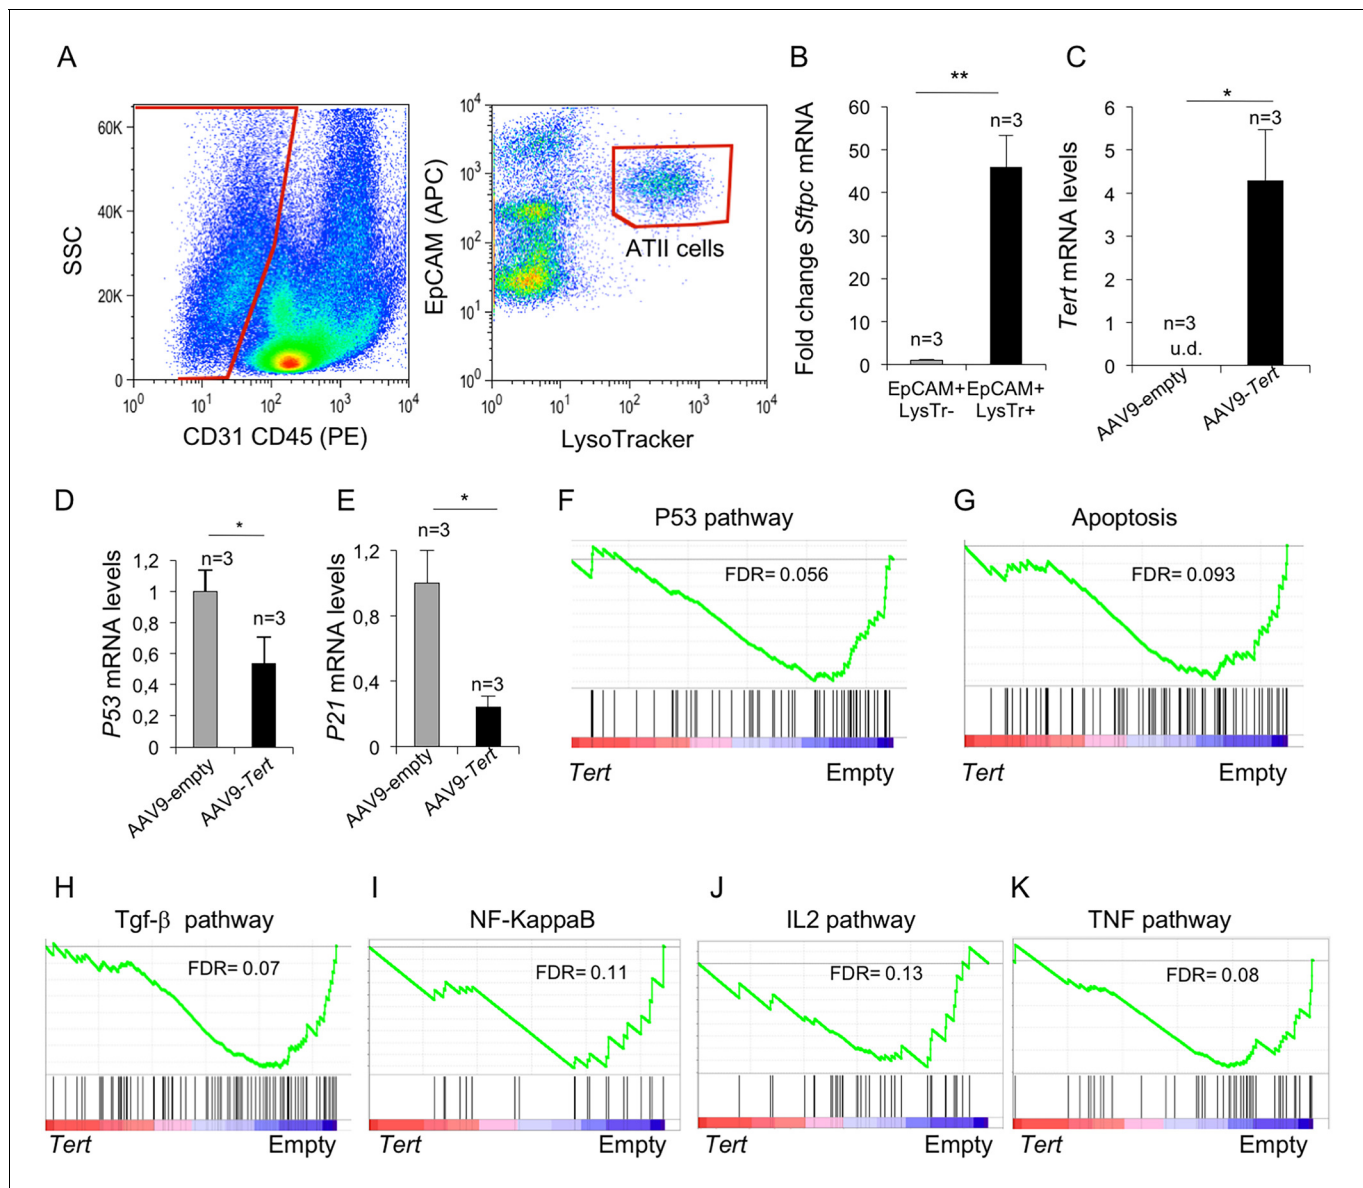 A
SSC
60K
40K
20K
0
10^0 10^1 10^2 10^3 10^4
CD31 CD45 (PE)
EpCAM (APC)
10^4
10^3
10^2
10^1
10^0
ATII cells
10^0 10^1 10^2 10^3 10^4
LysoTracker
B
Fold change Sftpc mRNA
60
50
40
30
20
10
0
**
n=3
n=3
EpCAM+ EpCAM+
LysTr- LysTr+
C
Tert mRNA levels
6
5
4
3
2
1
0
*
n=3
n=3
u.d.
AAV9-empty
AAV9-Tert
D
P53 mRNA levels
1,2
1
0,8
0,6
0,4
0,2
0
*
n=3
n=3
AAV9-empty
AAV9-Tert
E
P21 mRNA levels
1,2
0,8
0,4
0
*
n=3
n=3
AAV9-empty
AAV9-Tert
F
P53 pathway
FDR= 0.056
Tert Empty
G
Apoptosis
FDR= 0.093
Tert Empty
H
Tgf-β pathway
FDR= 0.07
Tert Empty
I
NF-KappaB
FDR= 0.11
Tert Empty
J
IL2 pathway
FDR= 0.13
Tert Empty
K
TNF pathway
FDR= 0.08
Tert Empty